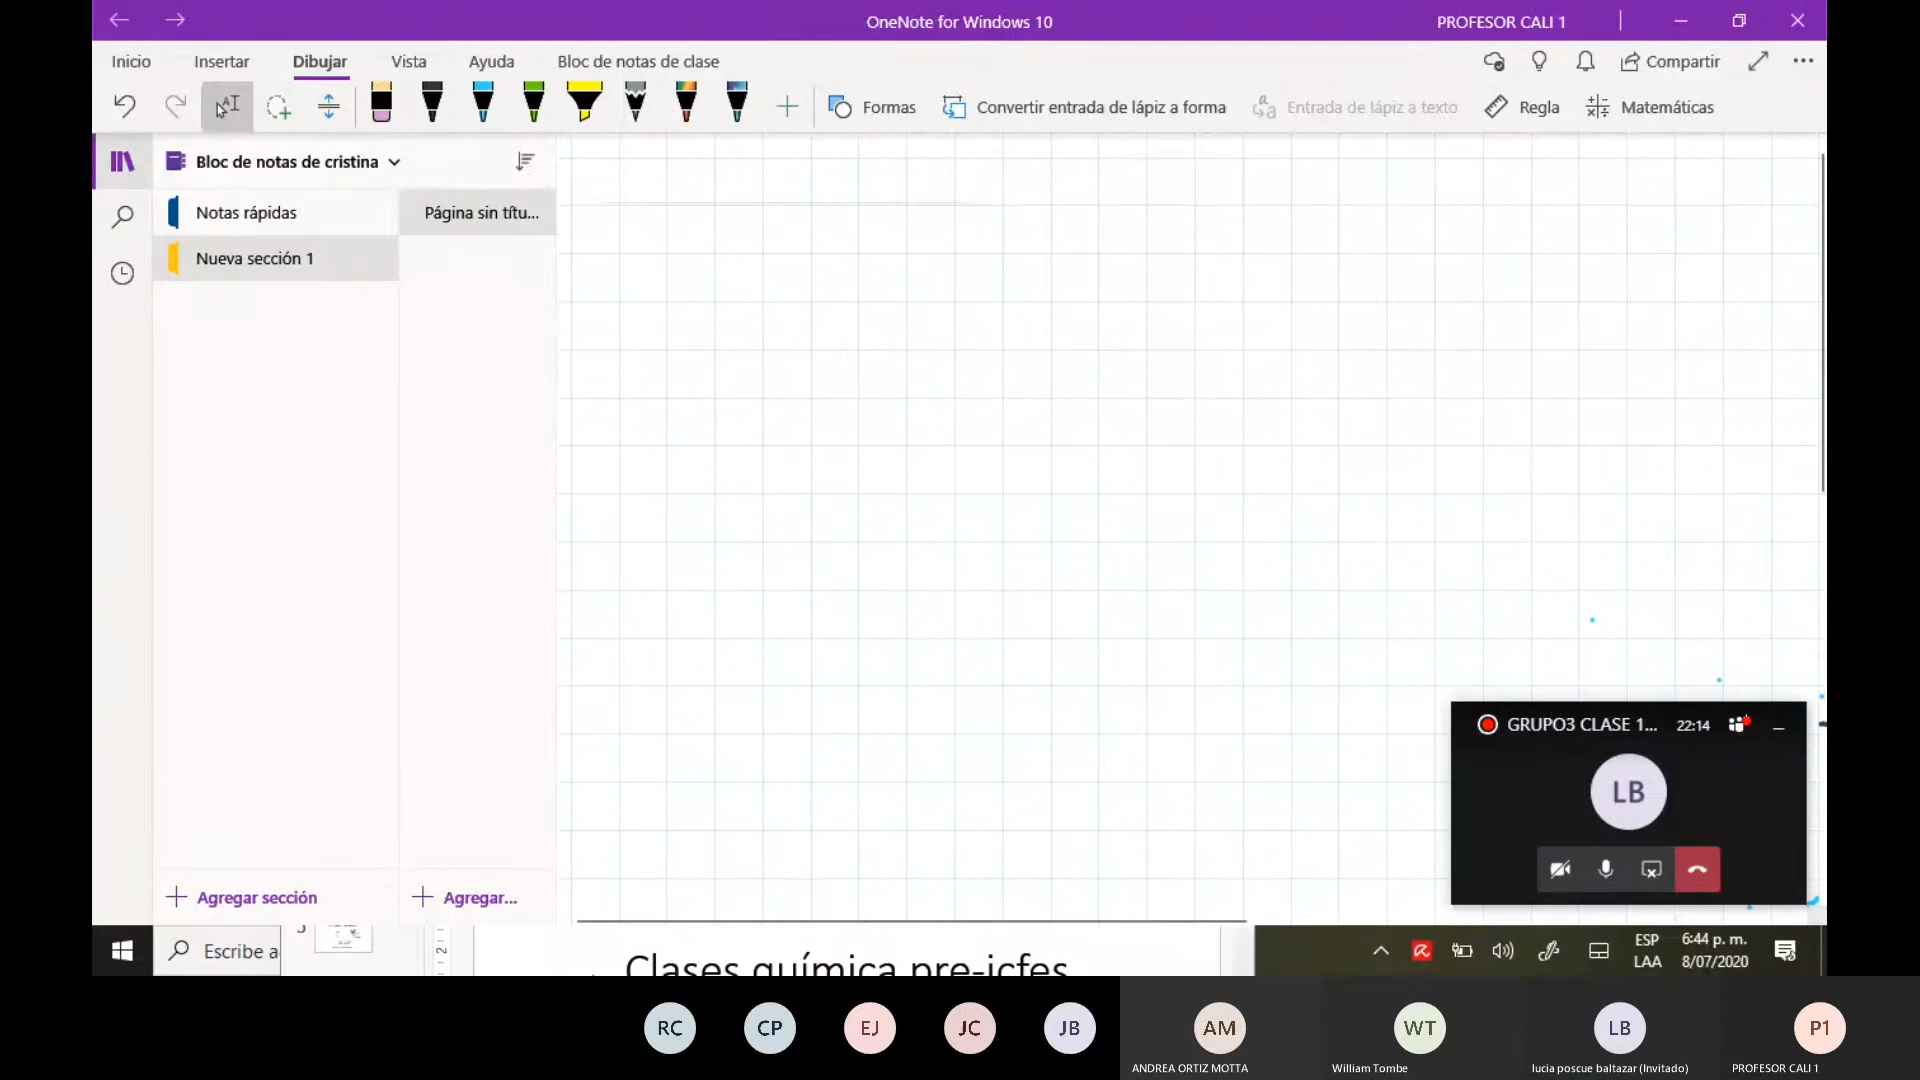 OneNote for Windows 10
PROFESOR CALI 1
Inicio
Insertar
Dibujar
Vista
Ayuda
Bloc de notas de clase
Compartir
Formas
Convertir entrada de lápiz a forma
Entrada de lápiz a texto
Regla
Matemáticas
Bloc de notas de cristina
Notas rápidas
Página sin títu...
Nueva sección 1
GRUPO3 CLASE 1...
22:14
LB
Agregar sección
Agregar...
Escribe a
Clases química pre-icfes
ESP
LAA
6:44 p. m.
8/07/2020
RC
CP
EJ
JC
JB
AM
WT
LB
P1
ANDREA ORTIZ MOTTA
William Tombe
lucia poscue baltazar (Invitado)
PROFESOR CALI 1